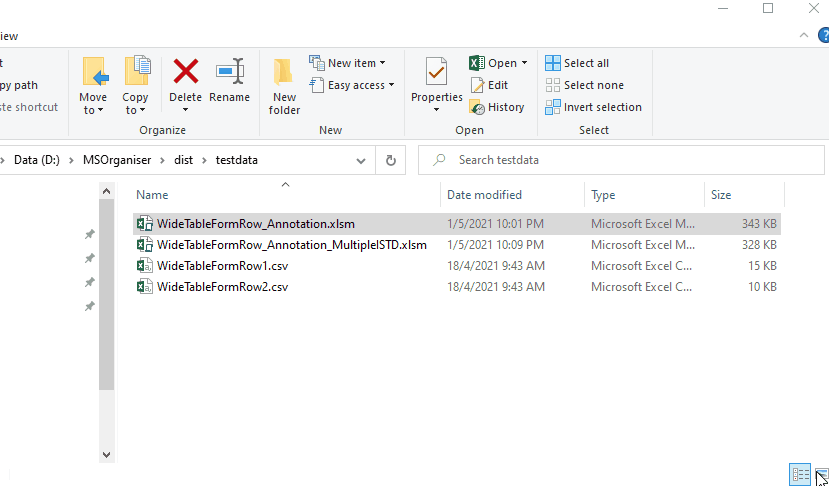 iew
t
py path
ste shortcut
Move to
Copy to
Delete
Rename
Organize
New folder
New item
Easy access
New
Properties
Open
Edit
History
Open
Select all
Select none
Invert selection
Select
Data (D:) > MSOrganiser > dist > testdata
Search testdata
Name Date modified Type Size
WideTableFormRow_Annotation.xlsm 1/5/2021 10:01 PM Microsoft Excel M... 343 KB
WideTableFormRow_Annotation_MultipleISTD.xlsm 1/5/2021 10:09 PM Microsoft Excel M... 328 KB
WideTableFormRow1.csv 18/4/2021 9:43 AM Microsoft Excel C... 15 KB
WideTableFormRow2.csv 18/4/2021 9:43 AM Microsoft Excel C... 10 KB